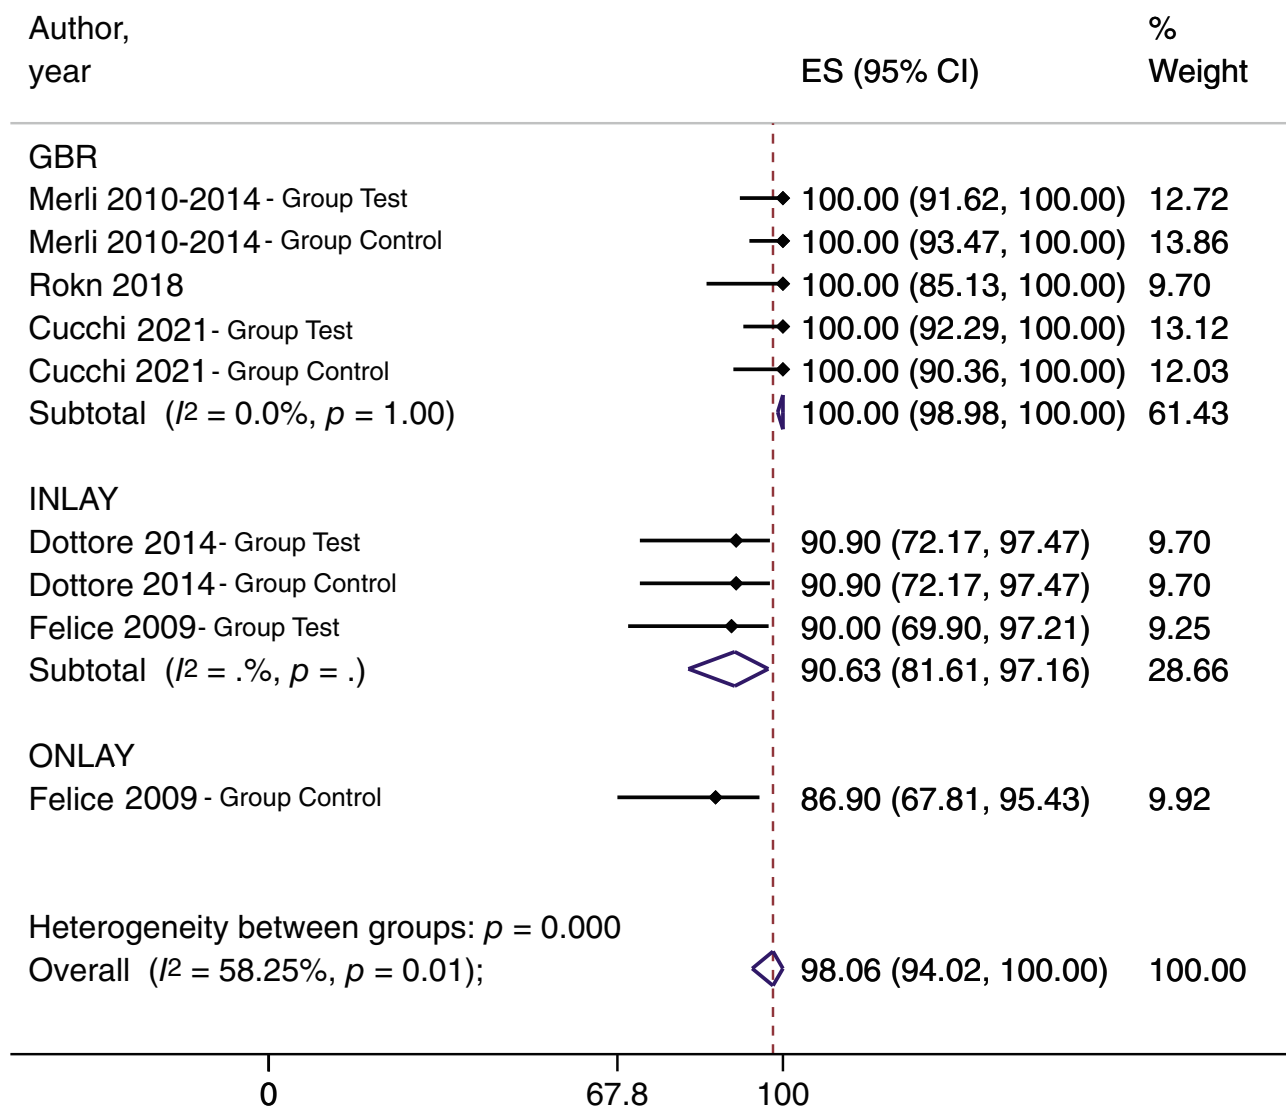 Author, %
year ES (95% CI) Weight
GBR
Merli 2010-2014 - Group Test 100.00 (91.62, 100.00) 12.72
Merli 2010-2014 - Group Control 100.00 (93.47, 100.00) 13.86
Rokn 2018 100.00 (85.13, 100.00) 9.70
Cucchi 2021 - Group Test 100.00 (92.29, 100.00) 13.12
Cucchi 2021 - Group Control 100.00 (90.36, 100.00) 12.03
Subtotal (I2 = 0.0%, p = 1.00) 100.00 (98.98, 100.00) 61.43
INLAY
Dottore 2014 - Group Test 90.90 (72.17, 97.47) 9.70
Dottore 2014 - Group Control 90.90 (72.17, 97.47) 9.70
Felice 2009 - Group Test 90.00 (69.90, 97.21) 9.25
Subtotal (I2 = .%, p = .) 90.63 (81.61, 97.16) 28.66
ONLAY
Felice 2009 - Group Control 86.90 (67.81, 95.43) 9.92
Heterogeneity between groups: p = 0.000
Overall (I2 = 58.25%, p = 0.01); 98.06 (94.02, 100.00) 100.00
0 67.8 100